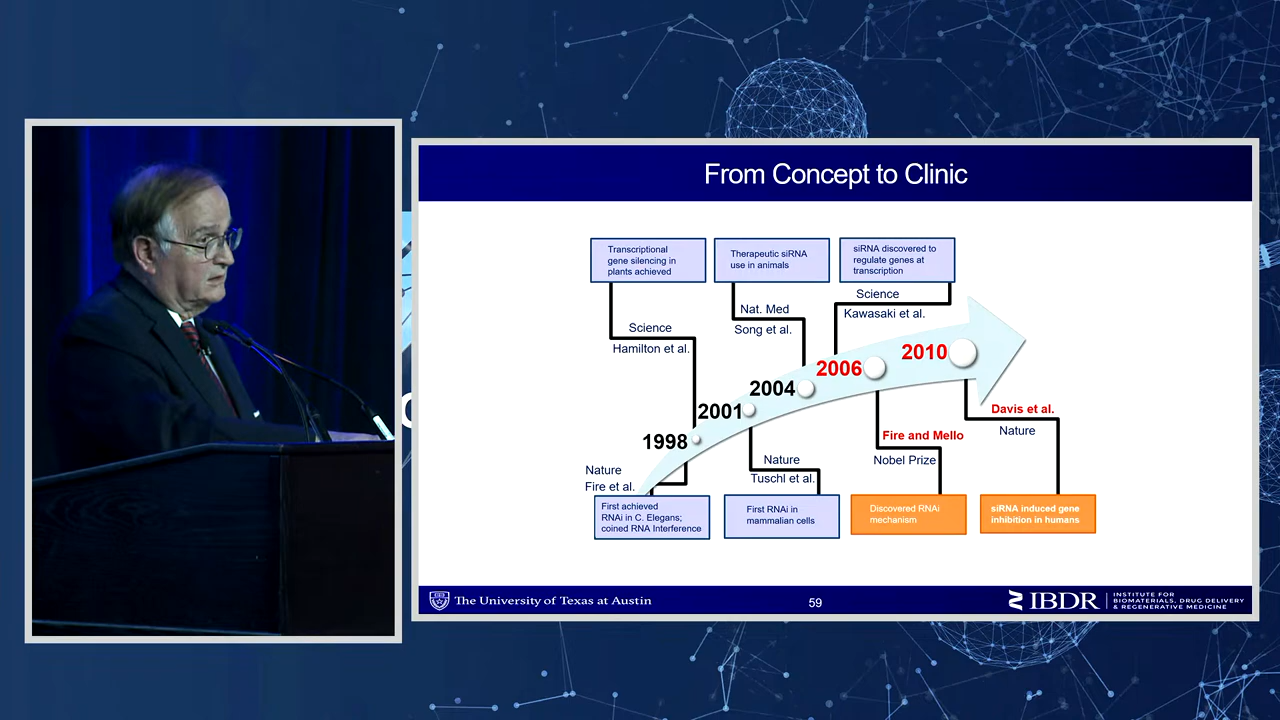 From Concept to Clinic
Transcriptional
gene silencing in
plants achieved
Therapeutic siRNA
use in animals
siRNA discovered to
regulate genes at
transcription
Science
Hamilton et al.
Nat. Med
Song et al.
Science
Kawasaki et al.
1998
2001
2004
2006
2010
Nature
Fire et al.
Nature
Tuschl et al.
Fire and Mello
Nobel Prize
Davis et al.
Nature
First achieved
RNAi in C. Elegans;
coined RNA Interference
First RNAi in
mammalian cells
Discovered RNAi
mechanism
siRNA induced gene
inhibition in humans
The University of Texas at Austin
59
IBDR
INSTITUTE FOR
BIOMATERIALS, DRUG DELIVERY
& REGENERATIVE MEDICINE